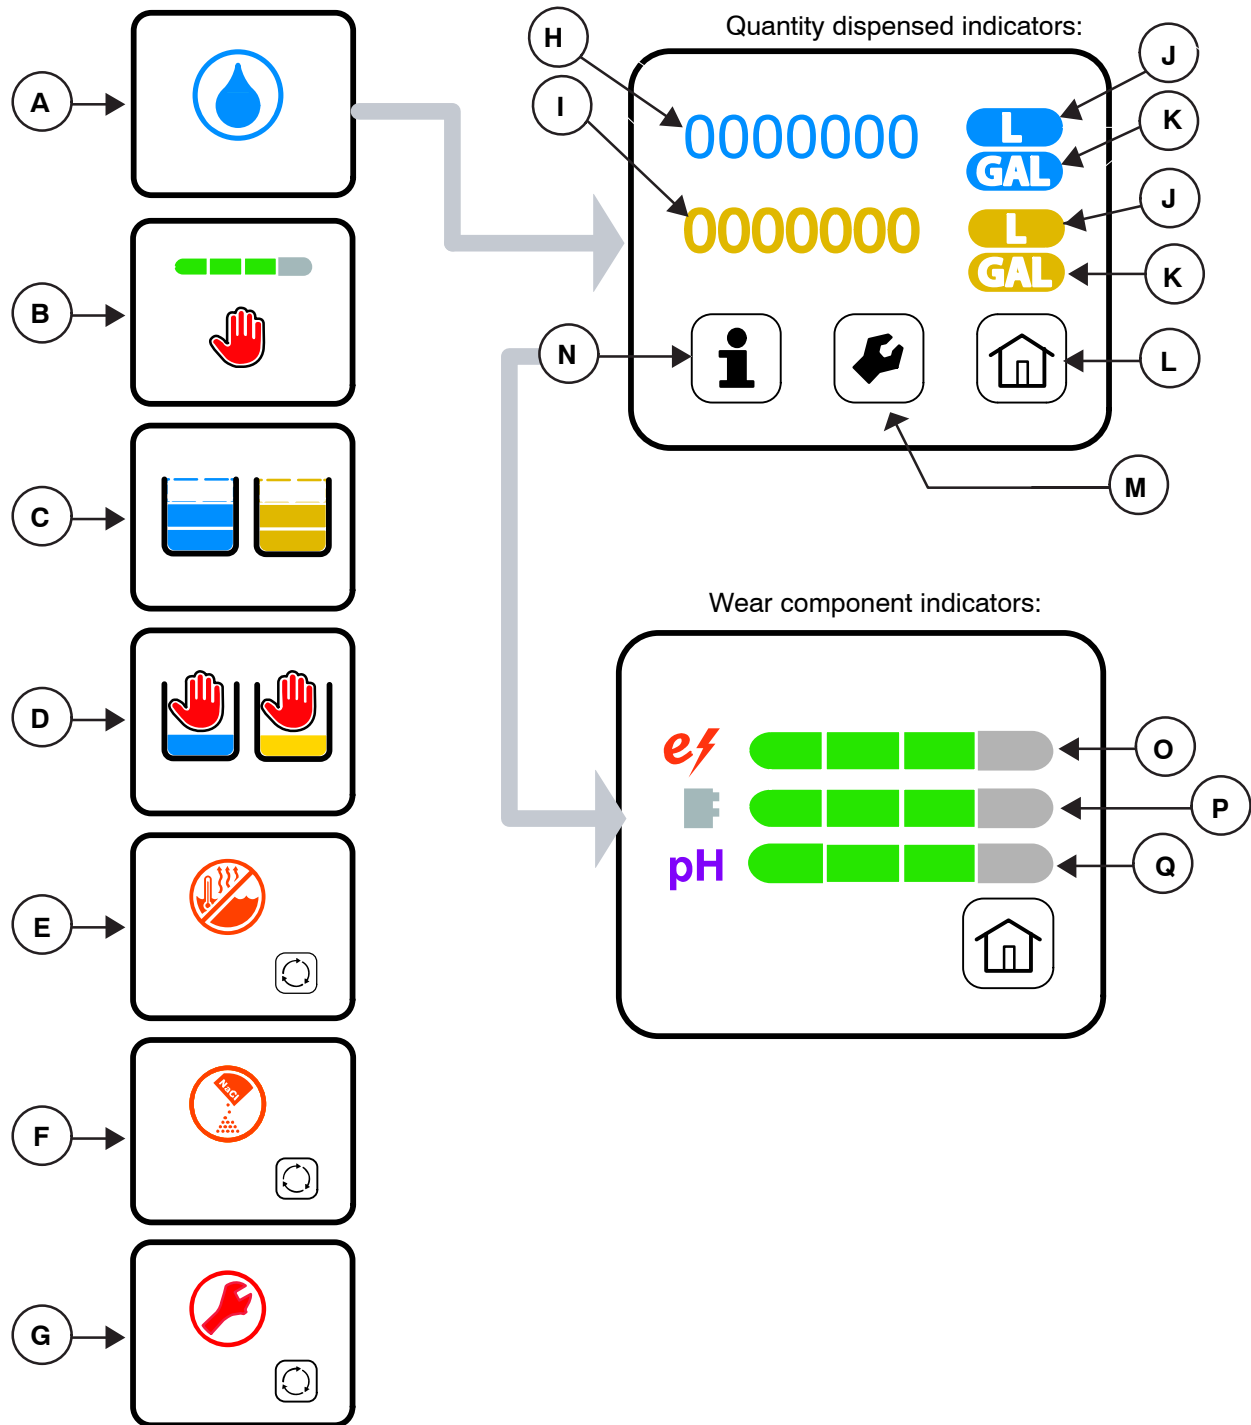 A
B
C
D
E
NaCl
F
G
Quantity dispensed indicators:
H
I
0000000
L
GAL
0000000
L
GAL
J
K
J
K
L
N
i
M
Wear component indicators:
e
pH
O
P
Q